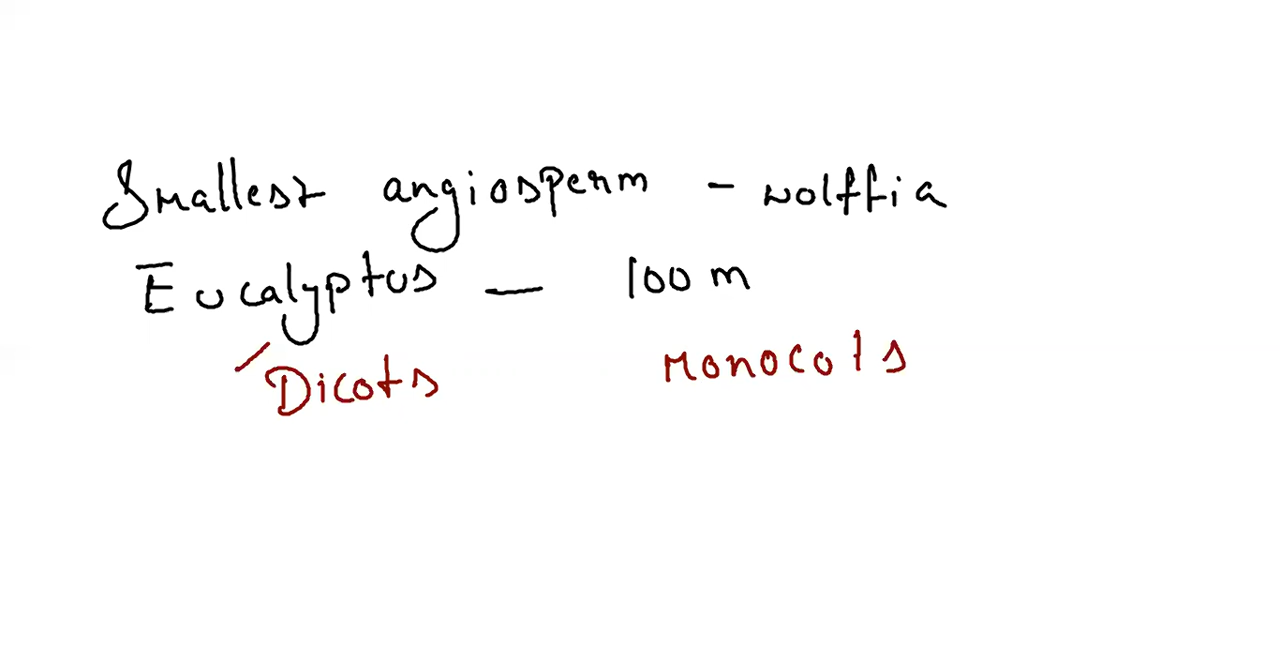 Smallest angiosperm - wolffia
Eucalyptus — 100 m
Dicots Monocots